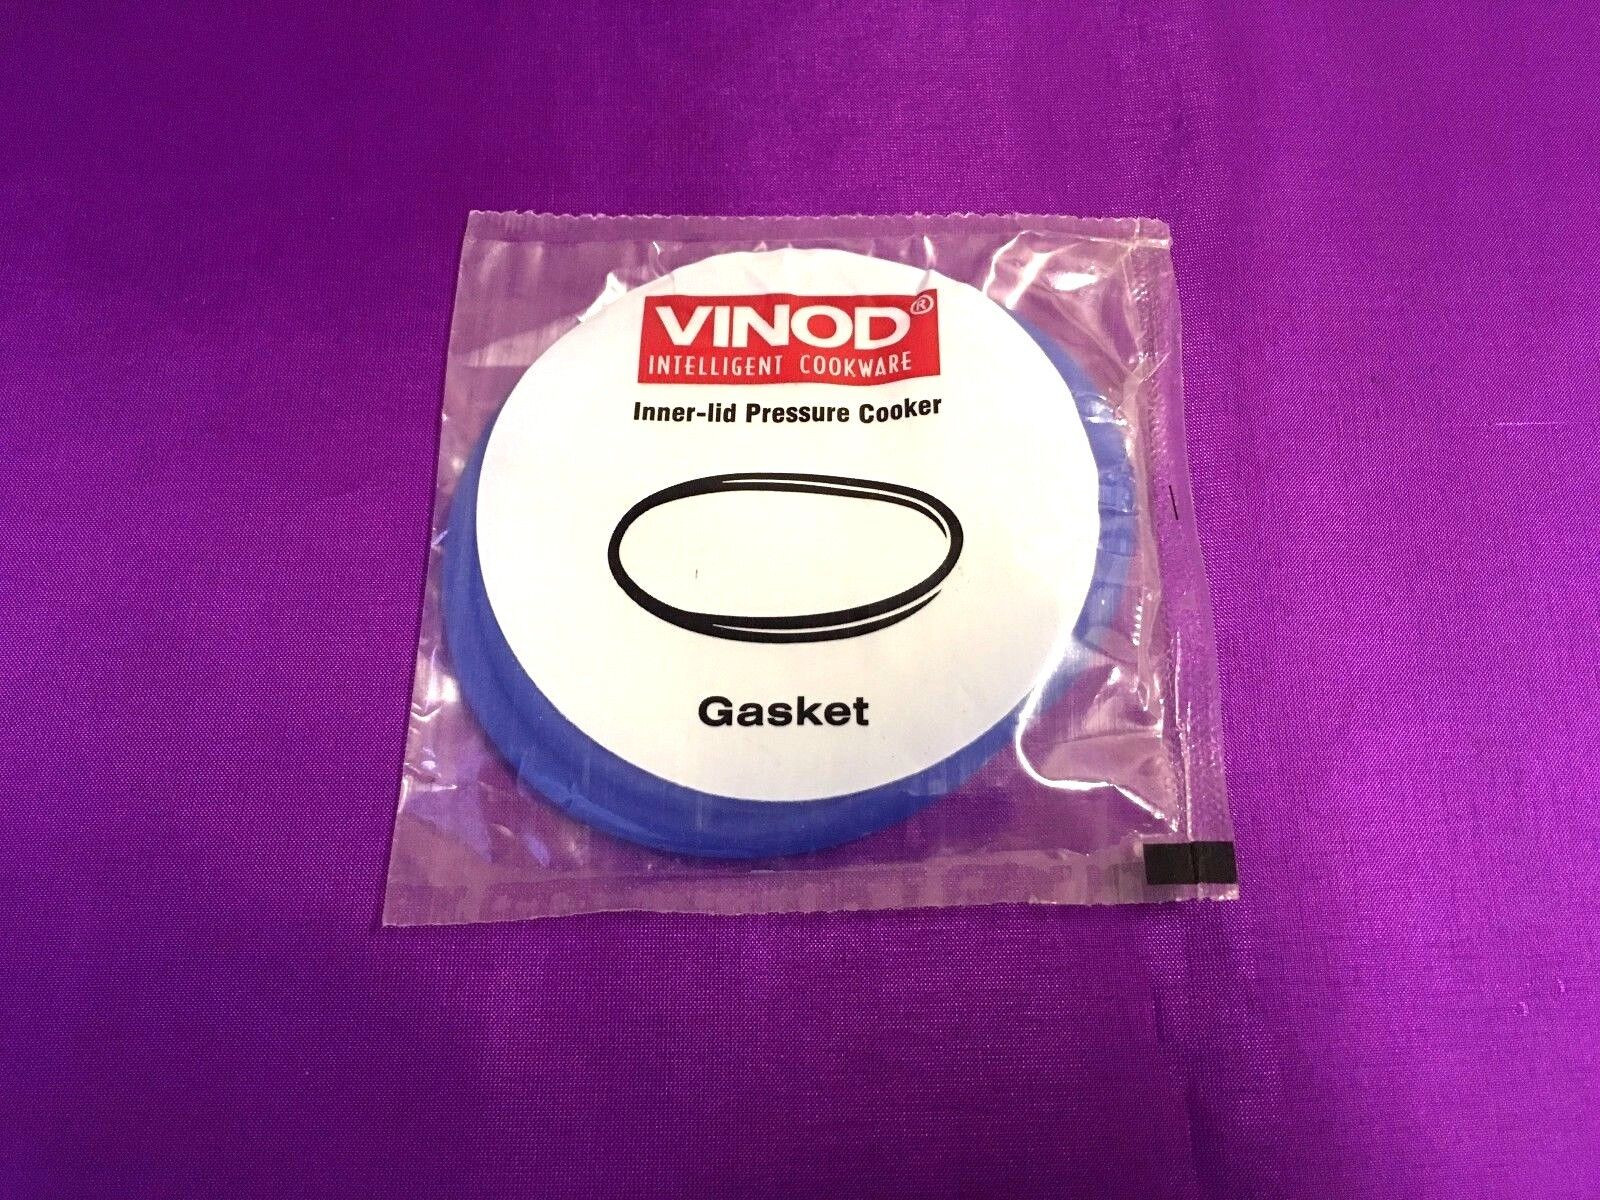 VINOD®
INTELLIGENT COOKWARE
Inner-lid Pressure Cooker
Gasket